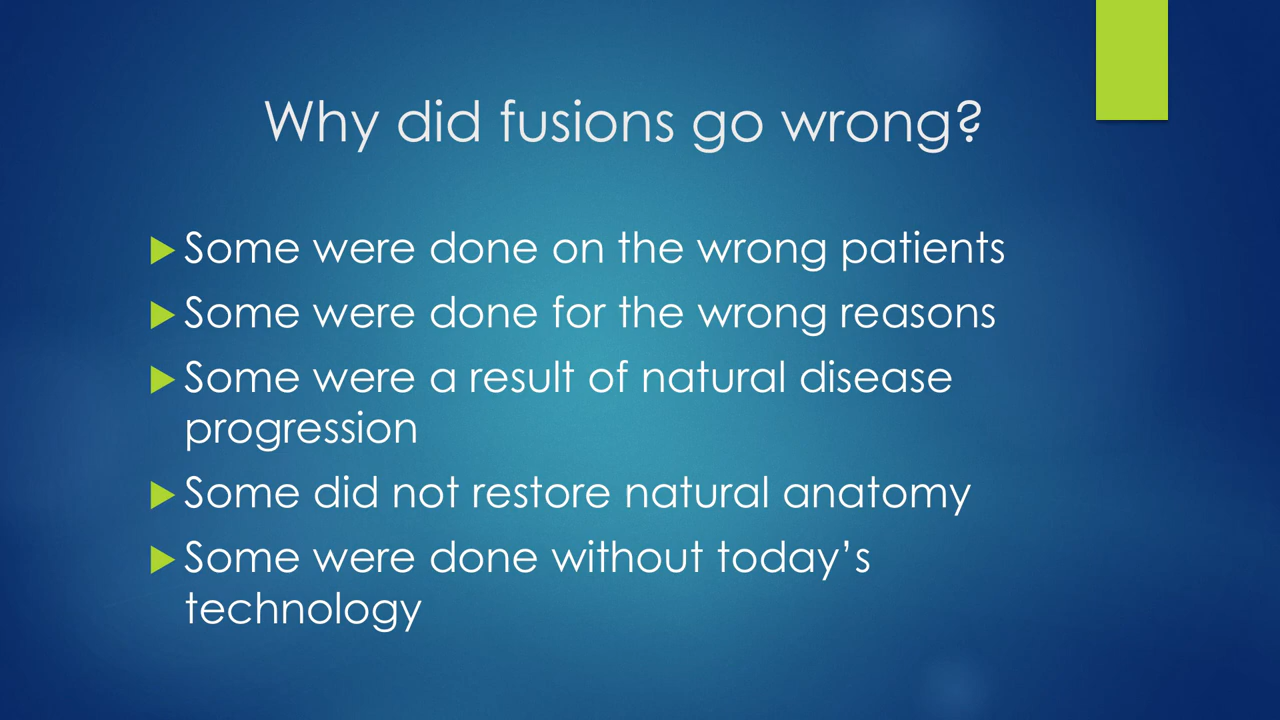 Why did fusions go wrong?
Some were done on the wrong patients
Some were done for the wrong reasons
Some were a result of natural disease
progression
Some did not restore natural anatomy
Some were done without today’s
technology